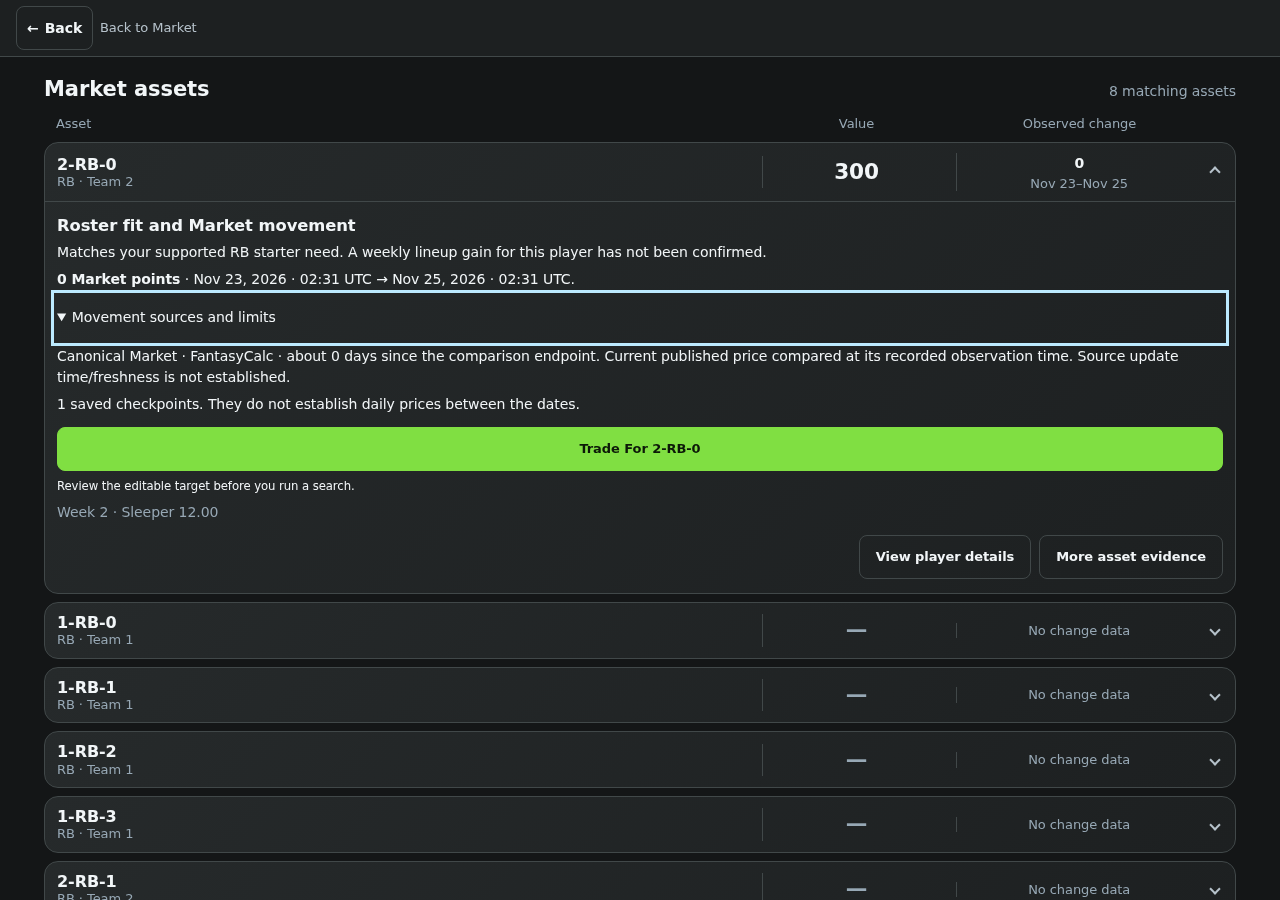 ← Back Back to Market
Market assets 8 matching assets
Asset Value Observed change
2-RB-0
RB · Team 2
300
0
Nov 23–Nov 25
Roster fit and Market movement
Matches your supported RB starter need. A weekly lineup gain for this player has not been confirmed.
0 Market points · Nov 23, 2026 · 02:31 UTC → Nov 25, 2026 · 02:31 UTC.
▼ Movement sources and limits
Canonical Market · FantasyCalc · about 0 days since the comparison endpoint. Current published price compared at its recorded observation time. Source update
time/freshness is not established.
1 saved checkpoints. They do not establish daily prices between the dates.
Trade For 2-RB-0
Review the editable target before you run a search.
Week 2 · Sleeper 12.00
View player details More asset evidence
1-RB-0
RB · Team 1
— No change data
1-RB-1
RB · Team 1
— No change data
1-RB-2
RB · Team 1
— No change data
1-RB-3
RB · Team 1
— No change data
2-RB-1
RB · Team 2
— No change data